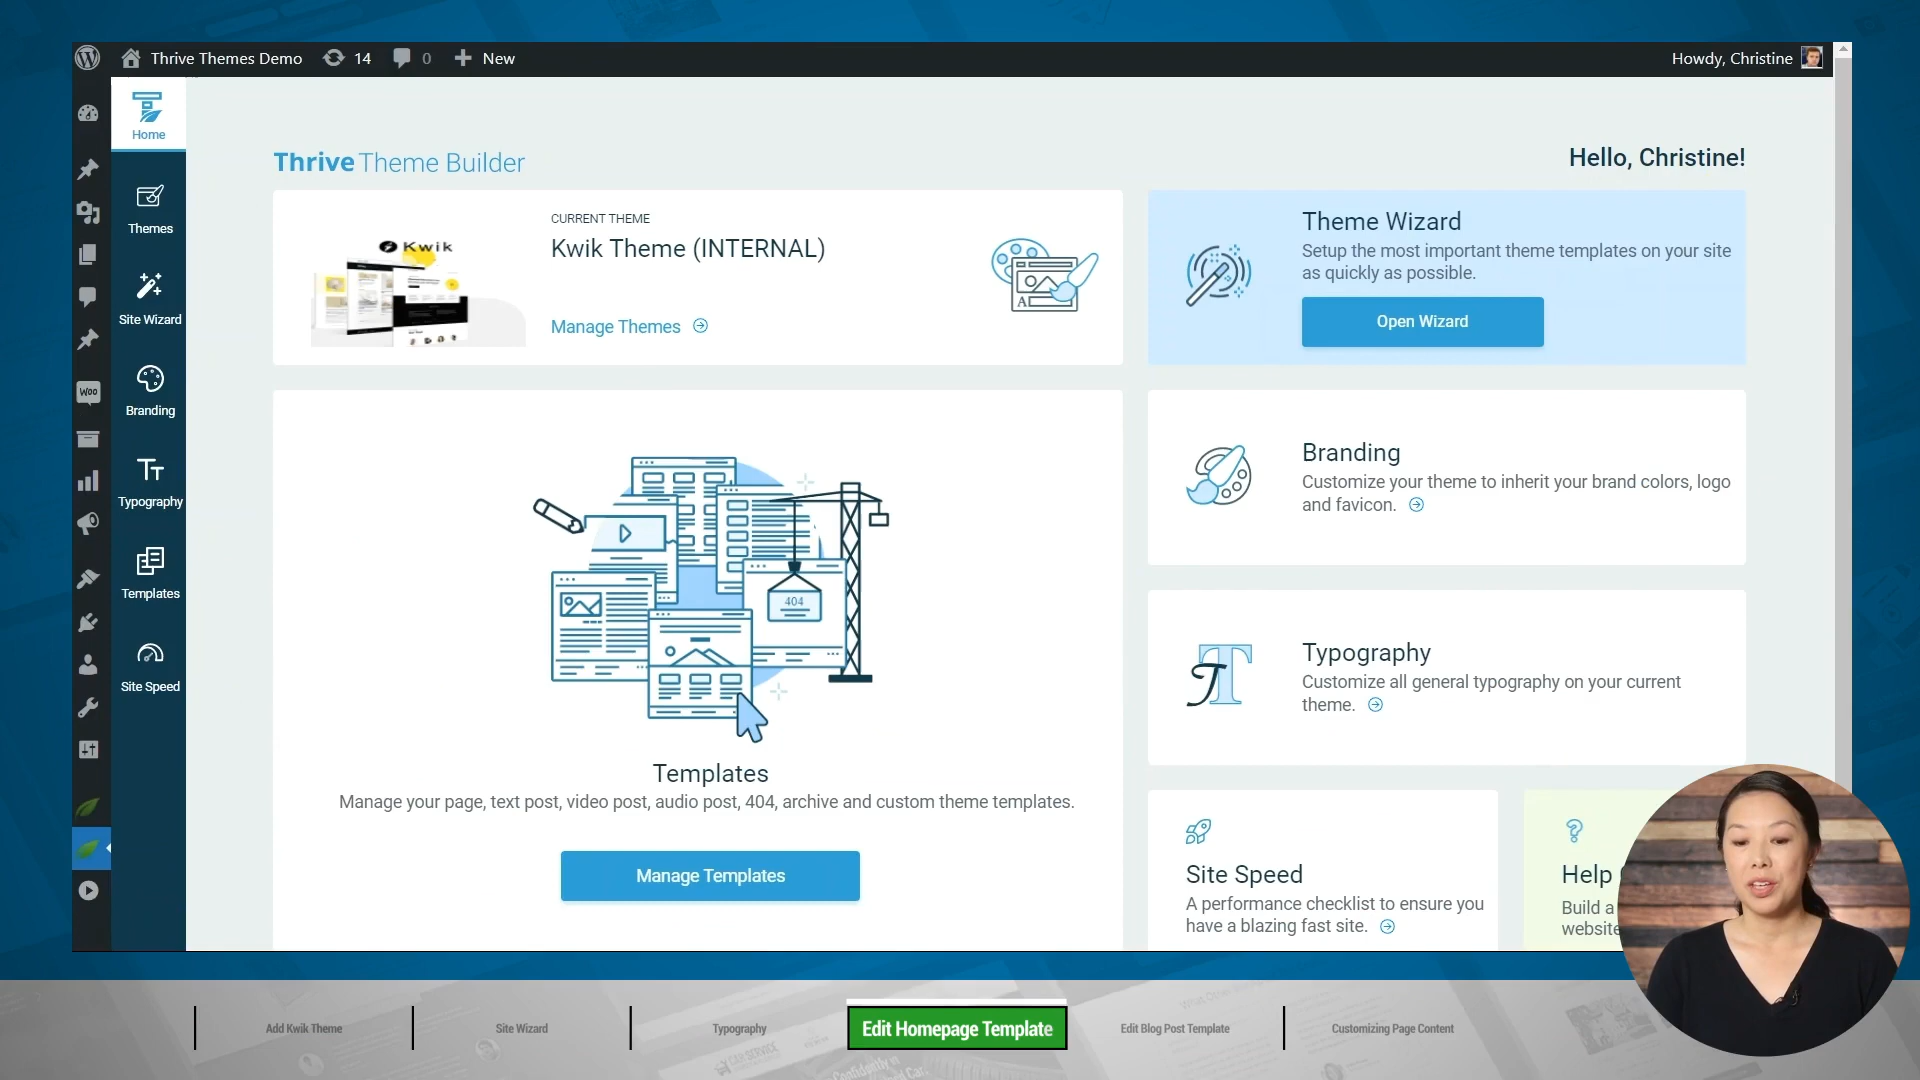 Thrive Themes Demo 14 0 New Howdy, Christine
Home
Themes
Site Wizard
Branding
Woo
Typography
Templates
Site Speed
Thrive Theme Builder
Hello, Christine!
Kwik
CURRENT THEME
Kwik Theme (INTERNAL)
Manage Themes
A
Theme Wizard
Setup the most important theme templates on your site
as quickly as possible.
Open Wizard
404
Templates
Manage your page, text post, video post, audio post, 404, archive and custom theme templates.
Manage Templates
Branding
Customize your theme to inherit your brand colors, logo
and favicon.
Typography
Customize all general typography on your current
theme.
Site Speed
A performance checklist to ensure you
have a blazing fast site.
Help
Build a
website
Add Kwik Theme
Site Wizard
Typography
Edit Homepage Template
Edit Blog Post Template
Customizing Page Content